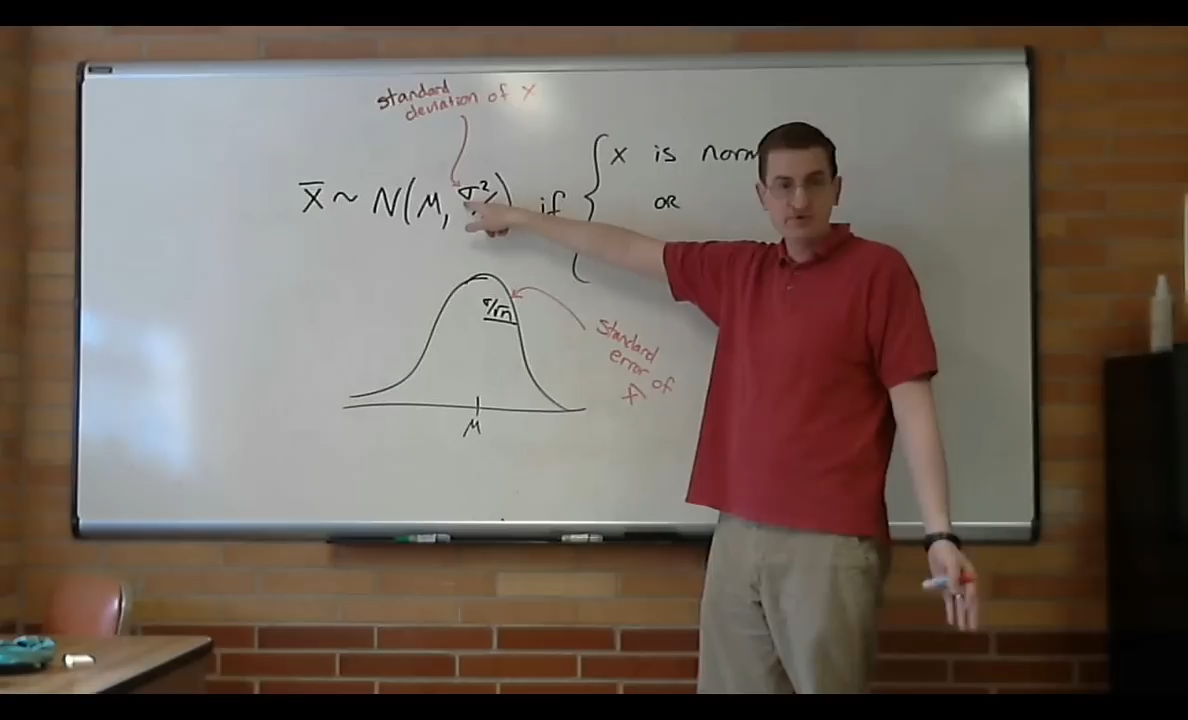 standard
deviation of X
X̄ ~ N(μ, σ²/ ) if { X is norm
OR
σ/√n
standard
error of
μ